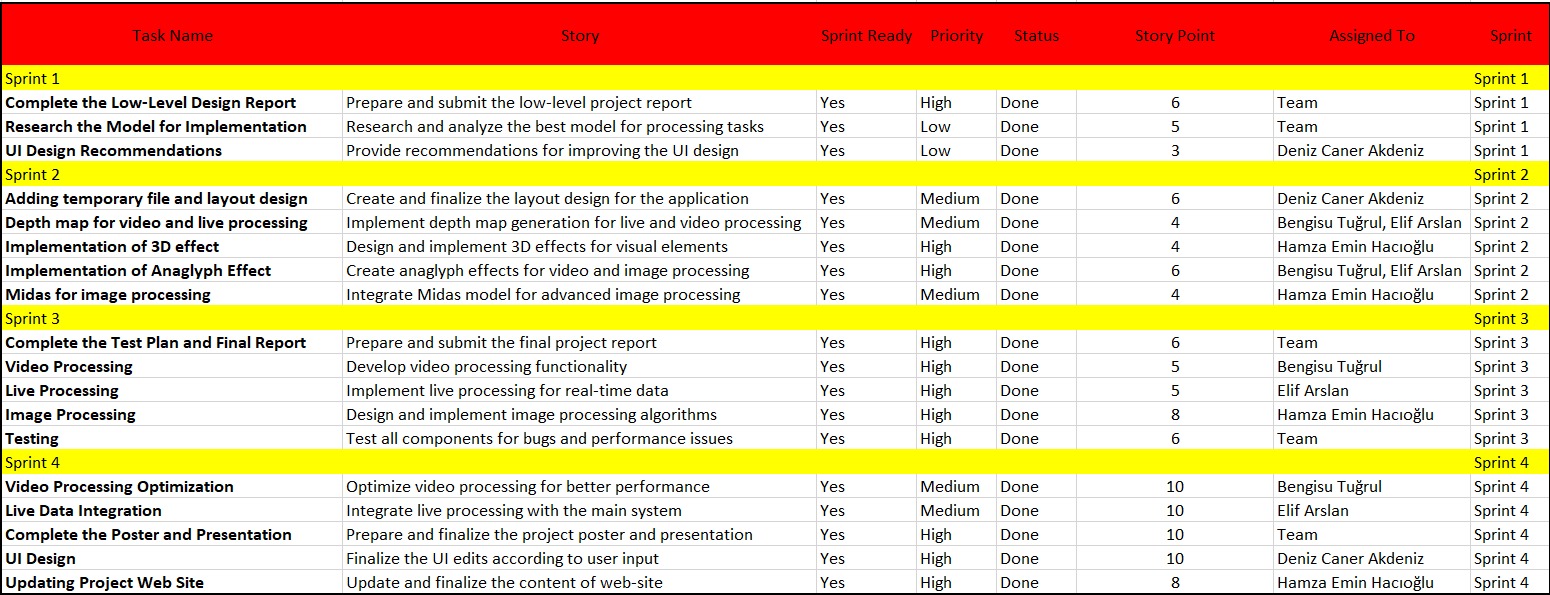 Task Name Story Sprint Ready Priority Status Story Point Assigned To Sprint
Sprint 1 Sprint 1
Complete the Low-Level Design Report Prepare and submit the low-level project report Yes High Done 6 Team Sprint 1
Research the Model for Implementation Research and analyze the best model for processing tasks Yes Low Done 5 Team Sprint 1
UI Design Recommendations Provide recommendations for improving the UI design Yes Low Done 3 Deniz Caner Akdeniz Sprint 1
Sprint 2 Sprint 2
Adding temporary file and layout design Create and finalize the layout design for the application Yes Medium Done 6 Deniz Caner Akdeniz Sprint 2
Depth map for video and live processing Implement depth map generation for live and video processing Yes Medium Done 4 Bengisu Tuğrul, Elif Arslan Sprint 2
Implementation of 3D effect Design and implement 3D effects for visual elements Yes High Done 4 Hamza Emin Hacıoğlu Sprint 2
Implementation of Anaglyph Effect Create anaglyph effects for video and image processing Yes High Done 6 Bengisu Tuğrul, Elif Arslan Sprint 2
Midas for image processing Integrate Midas model for advanced image processing Yes Medium Done 4 Hamza Emin Hacıoğlu Sprint 2
Sprint 3 Sprint 3
Complete the Test Plan and Final Report Prepare and submit the final project report Yes High Done 6 Team Sprint 3
Video Processing Develop video processing functionality Yes High Done 5 Bengisu Tuğrul Sprint 3
Live Processing Implement live processing for real-time data Yes High Done 5 Elif Arslan Sprint 3
Image Processing Design and implement image processing algorithms Yes High Done 8 Hamza Emin Hacıoğlu Sprint 3
Testing Test all components for bugs and performance issues Yes High Done 6 Team Sprint 3
Sprint 4 Sprint 4
Video Processing Optimization Optimize video processing for better performance Yes Medium Done 10 Bengisu Tuğrul Sprint 4
Live Data Integration Integrate live processing with the main system Yes Medium Done 10 Elif Arslan Sprint 4
Complete the Poster and Presentation Prepare and finalize the project poster and presentation Yes High Done 10 Team Sprint 4
UI Design Finalize the UI edits according to user input Yes High Done 10 Deniz Caner Akdeniz Sprint 4
Updating Project Web Site Update and finalize the content of web-site Yes High Done 8 Hamza Emin Hacıoğlu Sprint 4